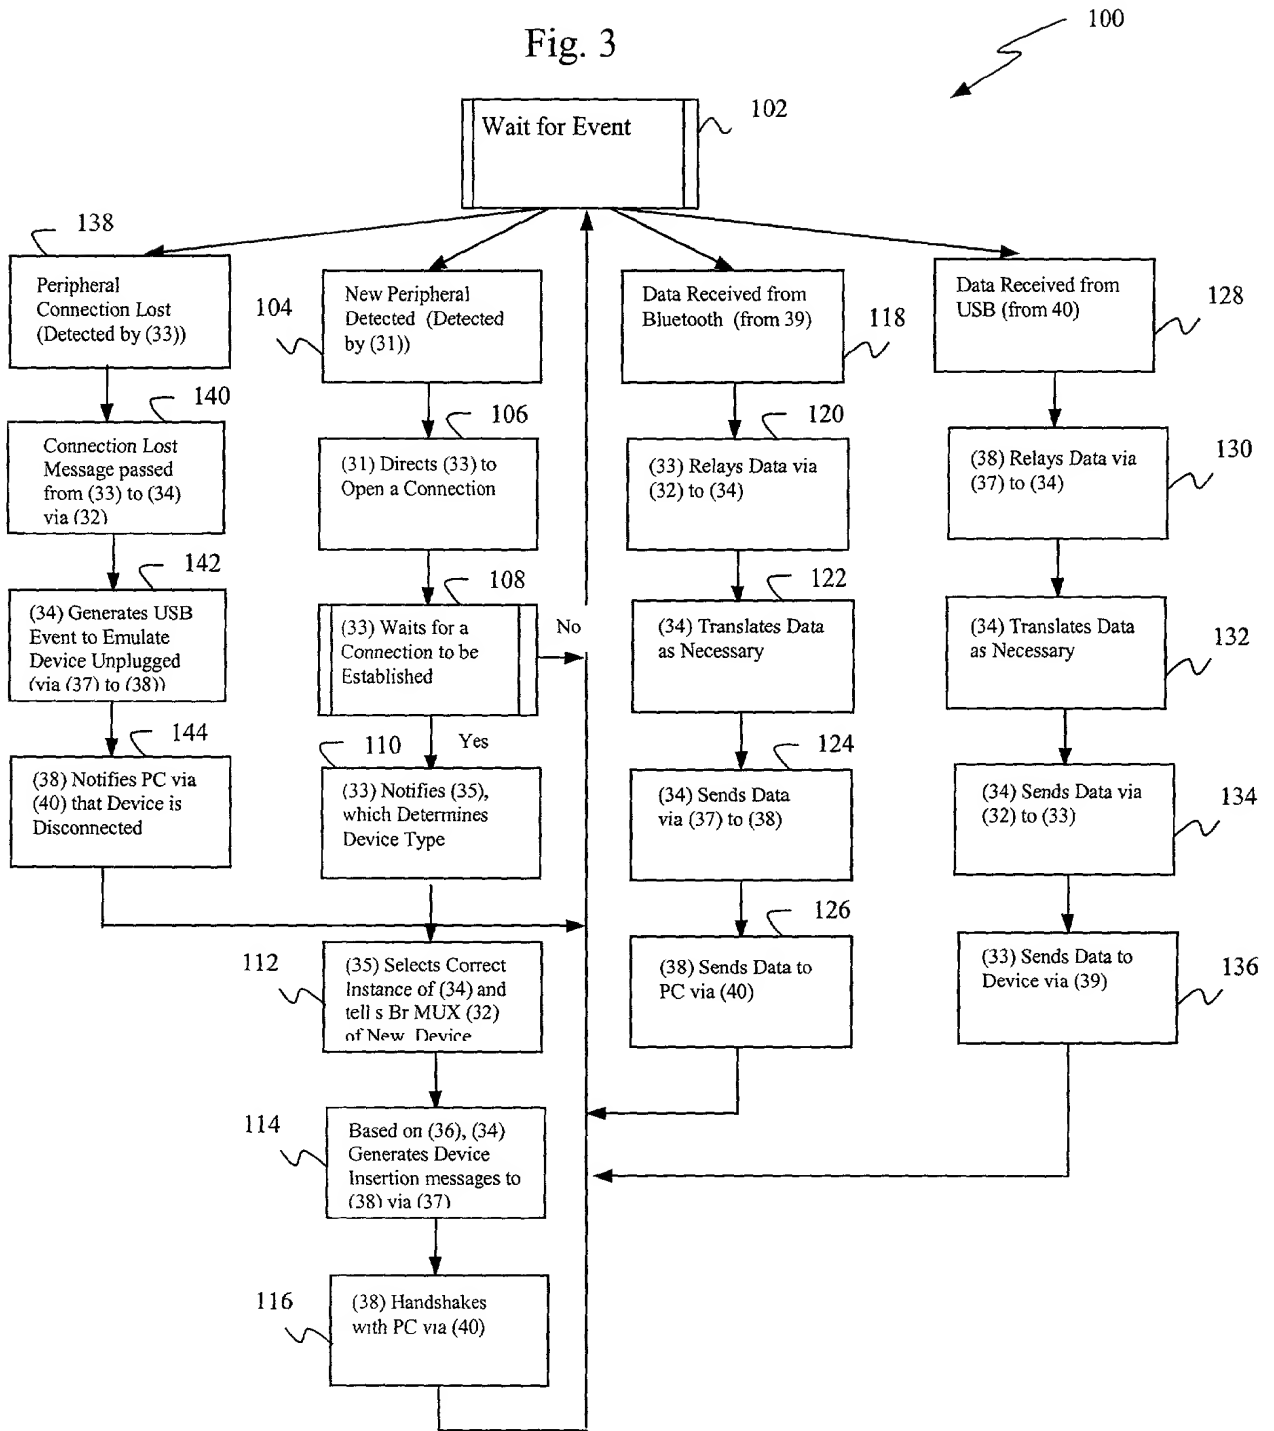 Fig. 3
100
Wait for Event
102
138
Peripheral
Connection Lost
(Detected by (33))
140
Connection Lost
Message passed
from (33) to (34)
via (32)
142
(34) Generates USB
Event to Emulate
Device Unplugged
(via (37) to (38))
144
(38) Notifies PC via
(40) that Device is
Disconnected
104
New Peripheral
Detected (Detected
by (31))
106
(31) Directs (33) to
Open a Connection
108
(33) Waits for a
Connection to be
Established
No
Yes
110
(33) Notifies (35),
which Determines
Device Type
112
(35) Selects Correct
Instance of (34) and
tell s Br MUX (32)
of New Device
114
Based on (36), (34)
Generates Device
Insertion messages to
(38) via (37)
116
(38) Handshakes
with PC via (40)
Data Received from
Bluetooth (from 39)
118
120
(33) Relays Data via
(32) to (34)
122
(34) Translates Data
as Necessary
124
(34) Sends Data
via (37) to (38)
126
(38) Sends Data to
PC via (40)
Data Received from
USB (from 40)
128
(38) Relays Data via
(37) to (34)
130
(34) Translates Data
as Necessary
132
(34) Sends Data via
(32) to (33)
134
(33) Sends Data to
Device via (39)
136